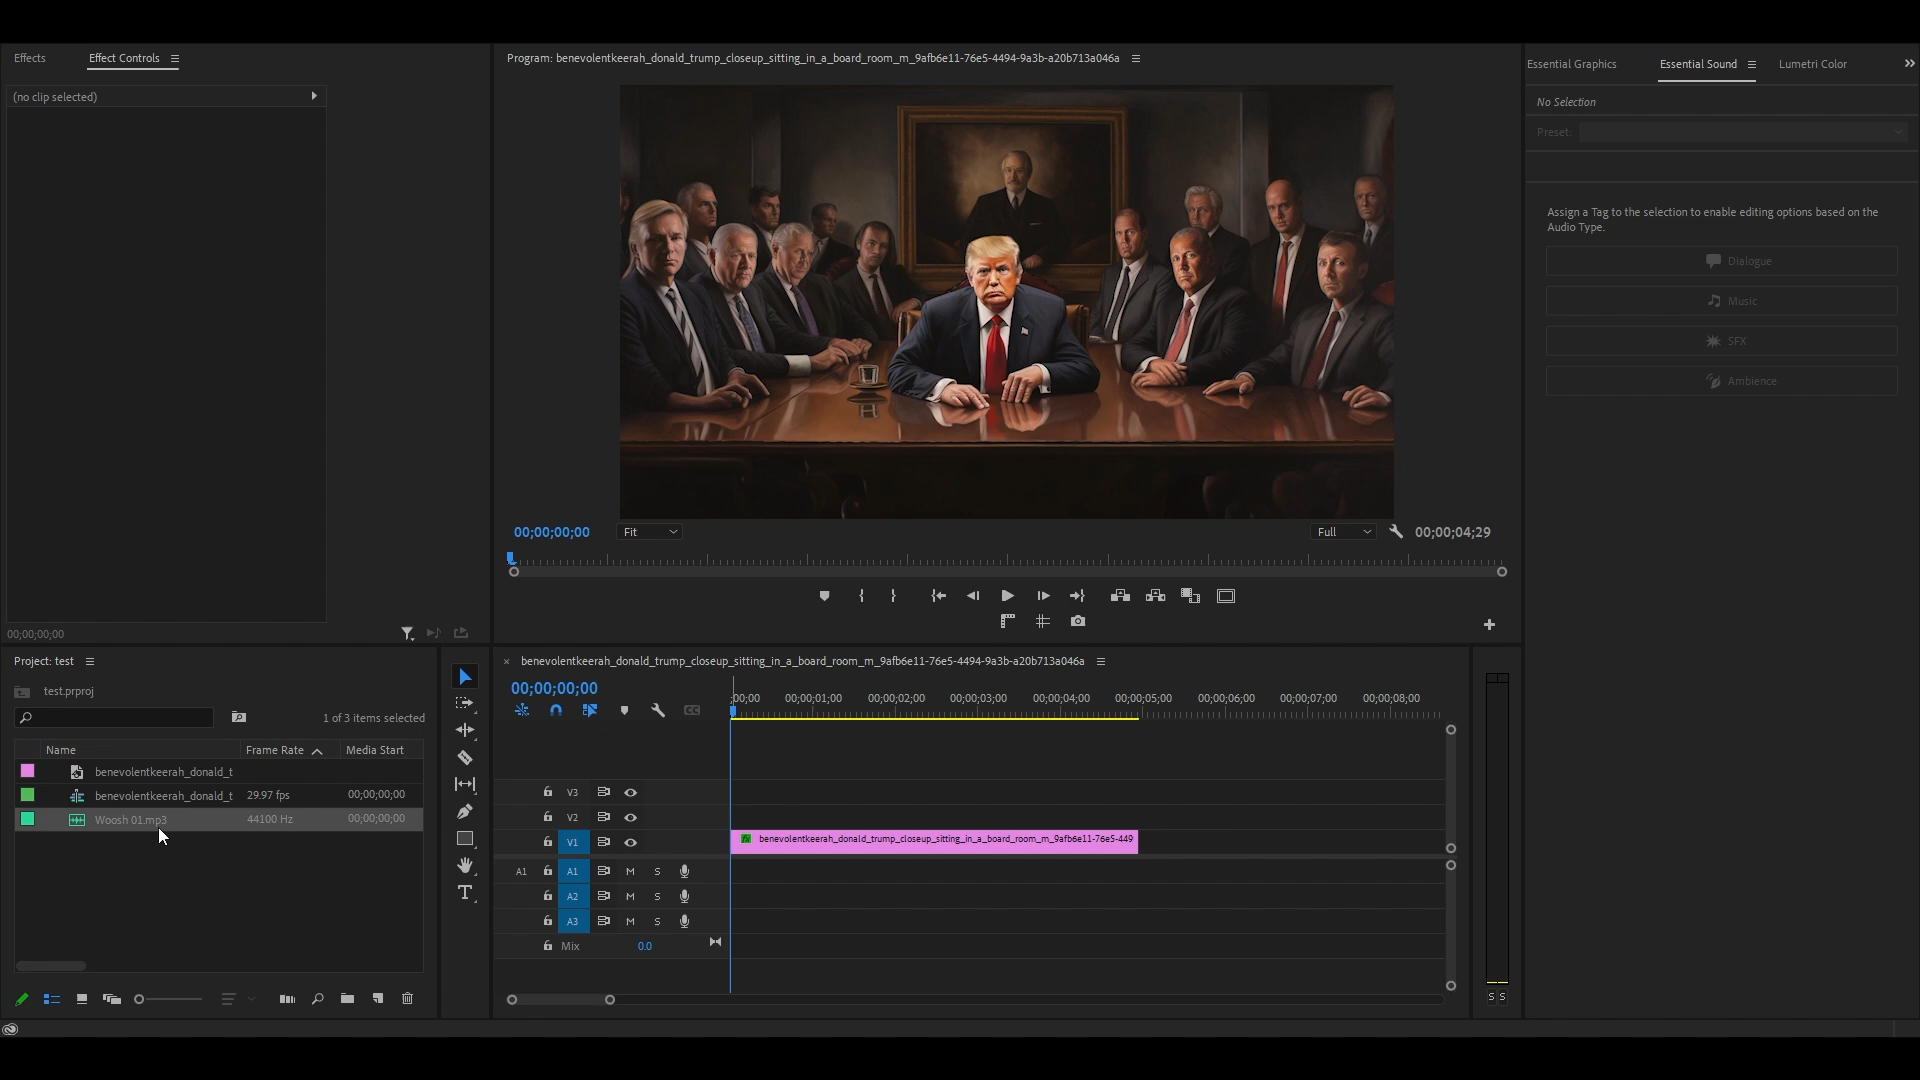 Effects
Effect Controls
(no clip selected)
00;00;00;00
Program: benevolentkeerah_donald_trump_closeup_sitting_in_a_board_room_m_9afb6e11-76e5-4494-9a3b-a20b713a046a
00;00;00;00
Fit
Full
00;00;04;29
Essential Graphics
Essential Sound
Lumetri Color
No Selection
Preset:
Assign a Tag to the selection to enable editing options based on the
Audio Type.
Dialogue
Music
SFX
Ambience
Project: test
test.prproj
1 of 3 items selected
Name
Frame Rate
Media Start
benevolentkeerah_donald_t
benevolentkeerah_donald_t
29.97 fps
00;00;00;00
Woosh 01.mp3
44100 Hz
00;00;00;00
T
× benevolentkeerah_donald_trump_closeup_sitting_in_a_board_room_m_9afb6e11-76e5-4494-9a3b-a20b713a046a
00;00;00;00
CC
;00;00
00;00;01;00
00;00;02;00
00;00;03;00
00;00;04;00
00;00;05;00
00;00;06;00
00;00;07;00
00;00;08;00
V3
V2
V1
fx
benevolentkeerah_donald_trump_closeup_sitting_in_a_board_room_m_9afb6e11-76e5-449
A1
A1
M
S
A2
M
S
A3
M
S
Mix
0.0
S
S